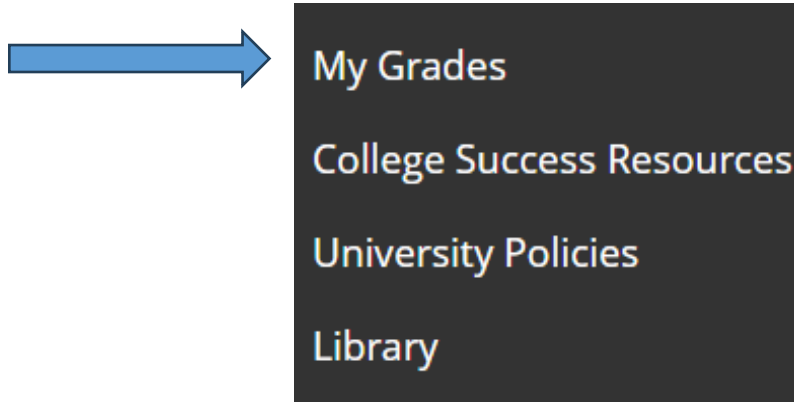 My Grades
College Success Resources
University Policies
Library